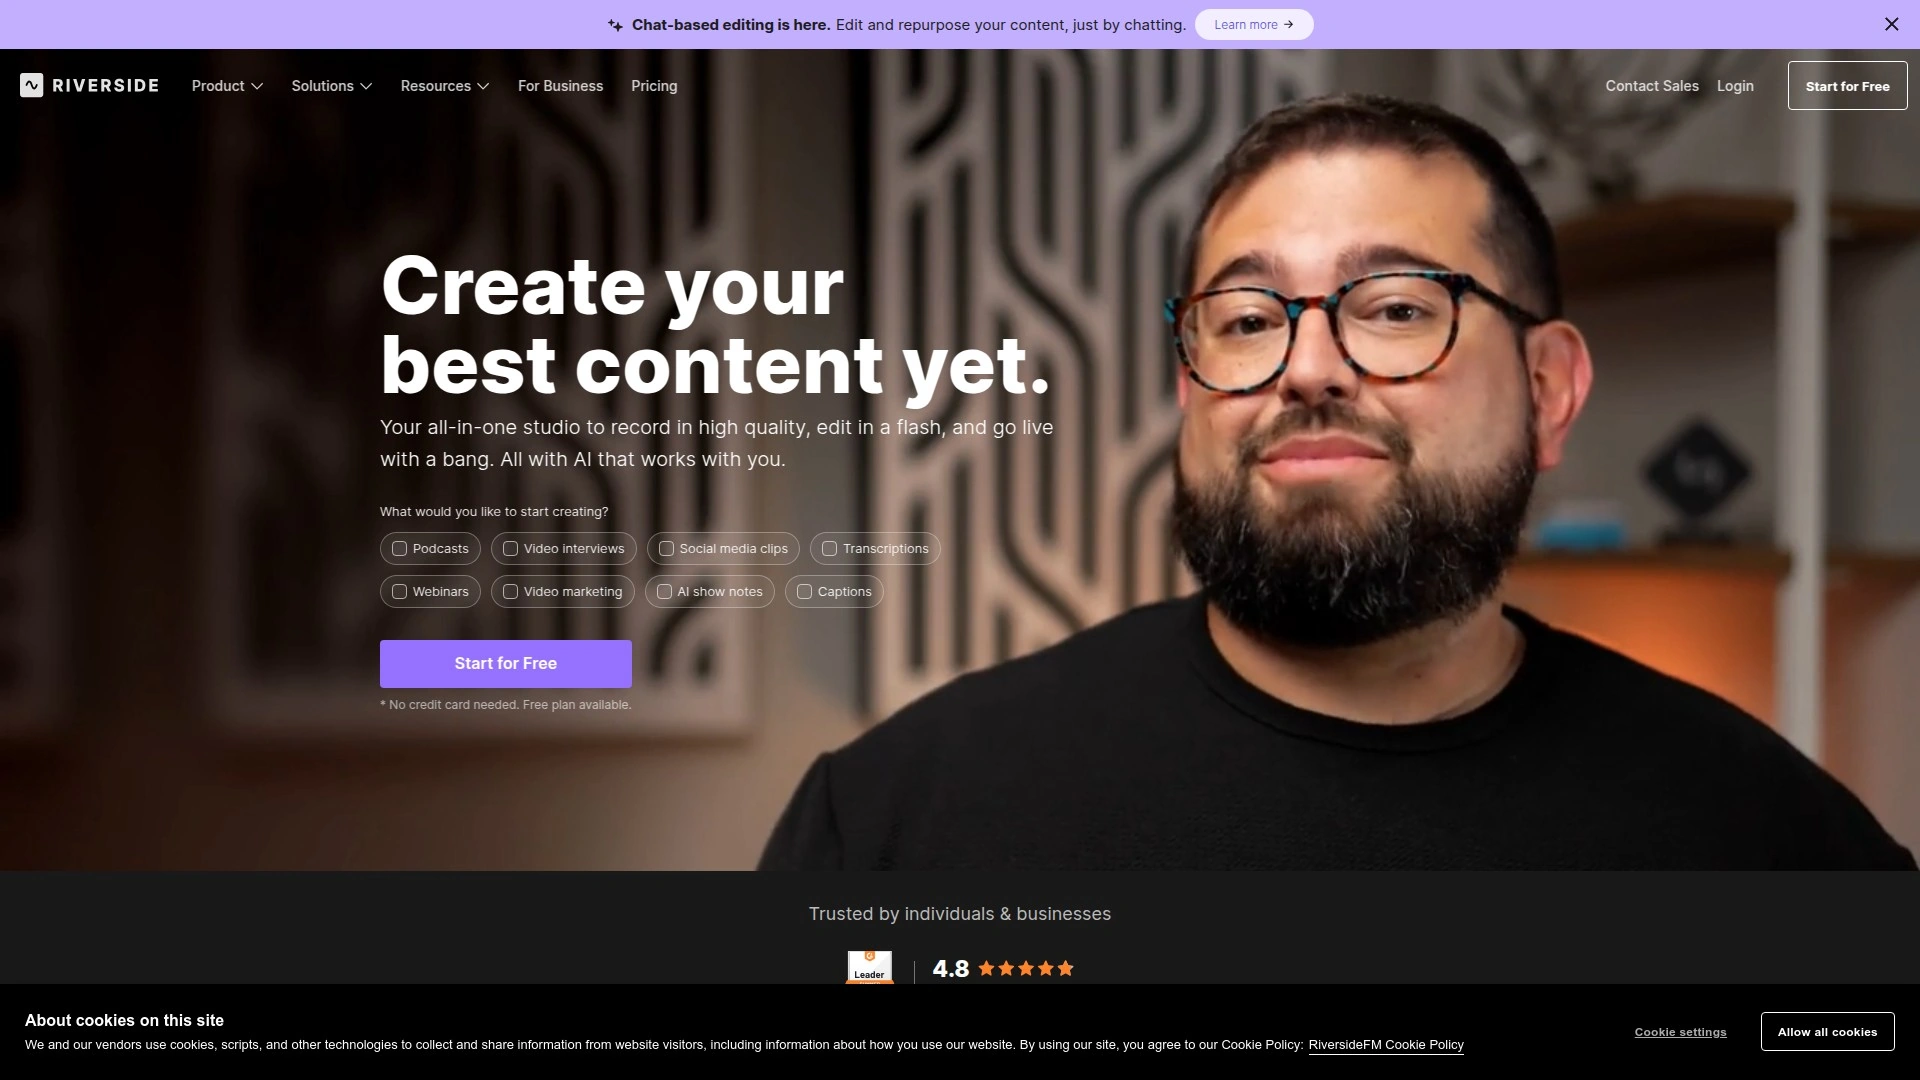 Chat-based editing is here. Edit and repurpose your content, just by chatting. Learn more →
RIVERSIDE Product Solutions Resources For Business Pricing Contact Sales Login Start for Free
Create your
best content yet.
Your all-in-one studio to record in high quality, edit in a flash, and go live
with a bang. All with AI that works with you.
What would you like to start creating?
Podcasts Video interviews Social media clips Transcriptions
Webinars Video marketing AI show notes Captions
Start for Free
* No credit card needed. Free plan available.
Trusted by individuals & businesses
Leader 4.8
About cookies on this site
We and our vendors use cookies, scripts, and other technologies to collect and share information from website visitors, including information about how you use our website. By using our site, you agree to our Cookie Policy: RiversideFM Cookie Policy
Cookie settings Allow all cookies